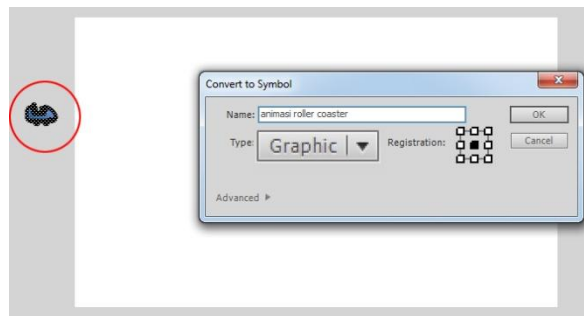 Convert to Symbol
Name: animasi roller coaster
OK
Type: Graphic
Registration:
Cancel
Advanced